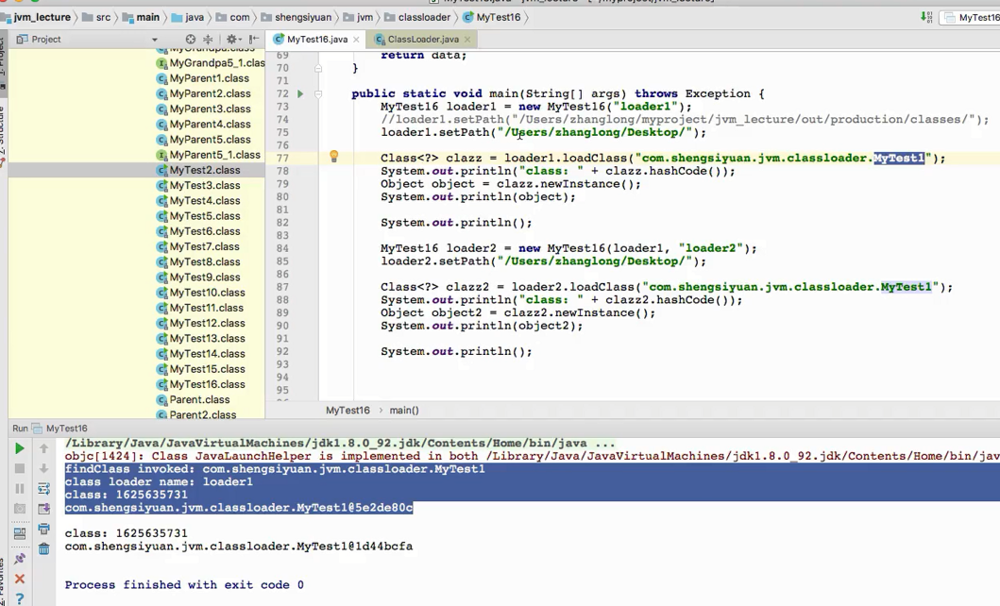 jvm_lecture src main java com shengsiyuan jvm classloader MyTest16
MyTest16
Project
MyTest16.java
ClassLoader.java
MyGrandpa5_1.clas
MyParent1.class
MyParent2.class
MyParent3.class
MyParent4.class
MyParent5.class
MyParent5_1.class
MyTest2.class
MyTest3.class
MyTest4.class
MyTest5.class
MyTest6.class
MyTest7.class
MyTest8.class
MyTest9.class
MyTest10.class
MyTest11.class
MyTest12.class
MyTest13.class
MyTest14.class
MyTest15.class
MyTest16.class
Parent.class
Parent2.class
69 return data;
70 }
71
72 public static void main(String[] args) throws Exception {
73 MyTest16 loader1 = new MyTest16("loader1");
74 //loader1.setPath("/Users/zhanglong/myproject/jvm_lecture/out/production/classes/");
75 loader1.setPath("/Users/zhanglong/Desktop/");
76
77 Class<?> clazz = loader1.loadClass("com.shengsiyuan.jvm.classloader.MyTest1");
78 System.out.println("class: " + clazz.hashCode());
79 Object object = clazz.newInstance();
80 System.out.println(object);
81
82 System.out.println();
83
84 MyTest16 loader2 = new MyTest16(loader1, "loader2");
85 loader2.setPath("/Users/zhanglong/Desktop/");
86
87 Class<?> clazz2 = loader2.loadClass("com.shengsiyuan.jvm.classloader.MyTest1");
88 System.out.println("class: " + clazz2.hashCode());
89 Object object2 = clazz2.newInstance();
90 System.out.println(object2);
91
92 System.out.println();
93
94
95
MyTest16 main()
Run MyTest16
/Library/Java/JavaVirtualMachines/jdk1.8.0_92.jdk/Contents/Home/bin/java ...
objc[1424]: Class JavaLaunchHelper is implemented in both /Library/Java/JavaVirtualMachines/jdk1.8.0_92.jdk/Contents/Home/bin/jav
findClass invoked: com.shengsiyuan.jvm.classloader.MyTest1
class loader name: loader1
class: 1625635731
com.shengsiyuan.jvm.classloader.MyTest1@5e2de80c
class: 1625635731
com.shengsiyuan.jvm.classloader.MyTest1@1d44bcfa
Process finished with exit code 0